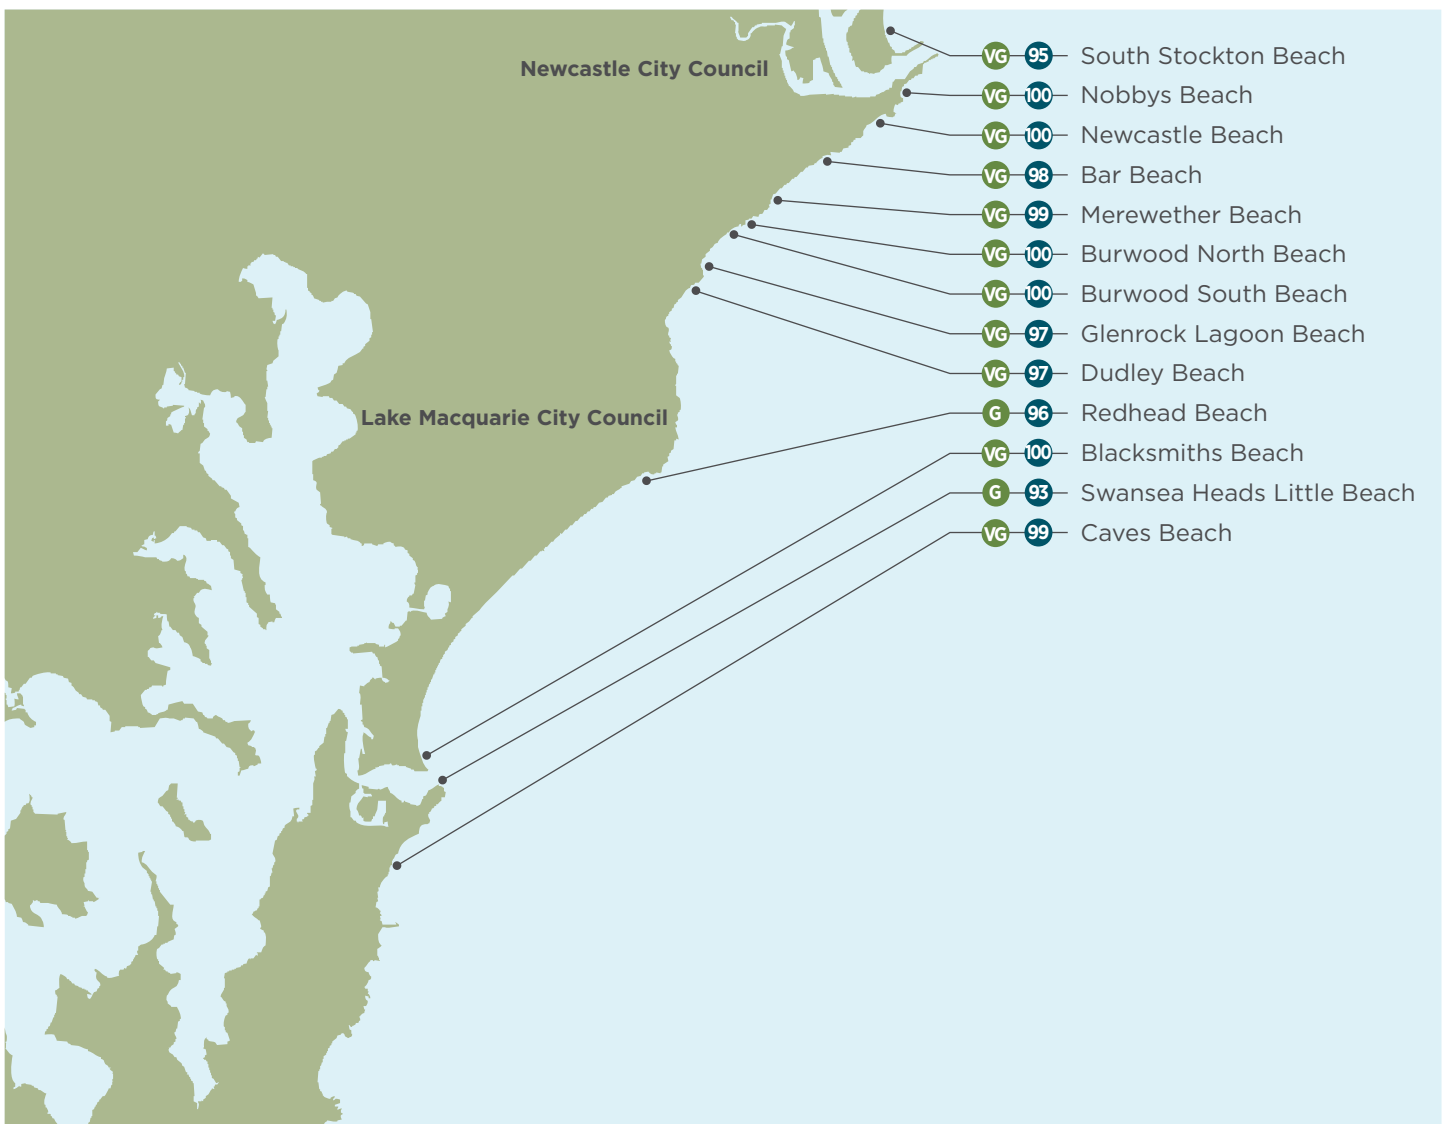 Newcastle City Council
Lake Macquarie City Council
VG 95 South Stockton Beach
VG 100 Nobbys Beach
VG 100 Newcastle Beach
VG 98 Bar Beach
VG 99 Merewether Beach
VG 100 Burwood North Beach
VG 100 Burwood South Beach
VG 97 Glenrock Lagoon Beach
VG 97 Dudley Beach
G 96 Redhead Beach
VG 100 Blacksmiths Beach
G 93 Swansea Heads Little Beach
VG 99 Caves Beach